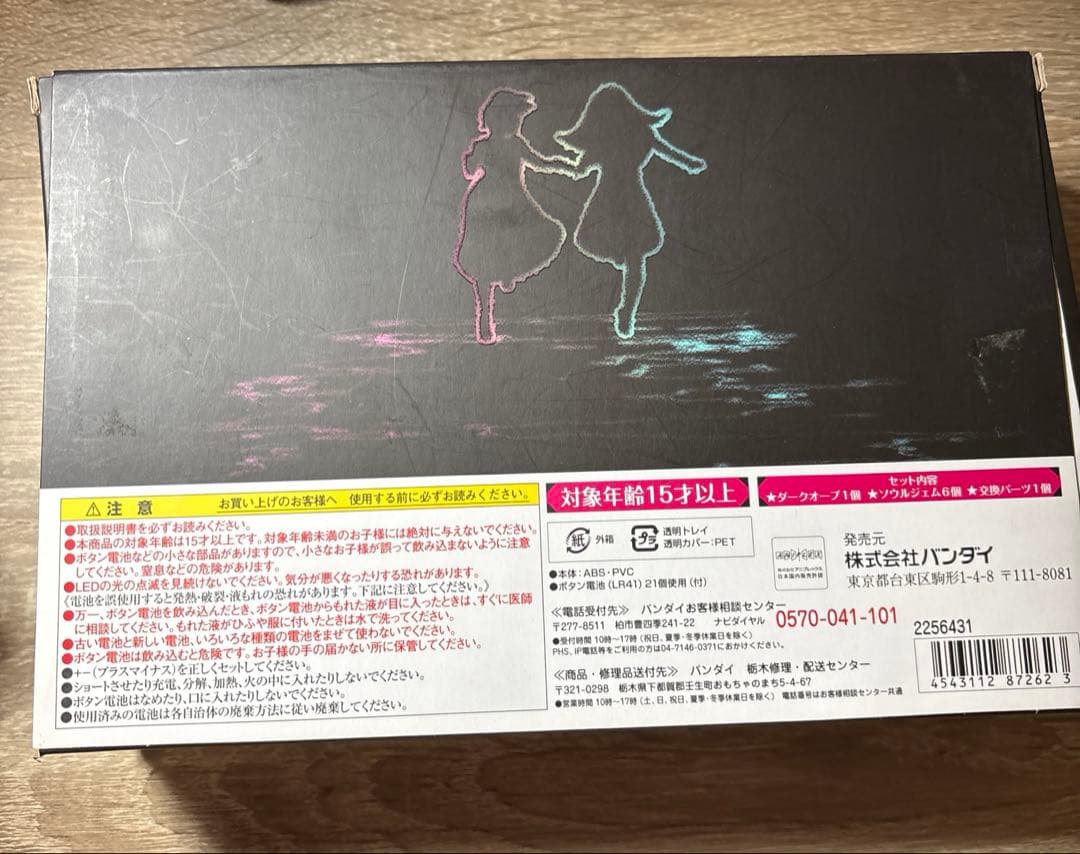 ⚠注意 お買い上げのお客様へ 使用する前に必ずお読みください。
●取扱説明書を必ずお読みください。
●本商品の対象年齢は15才以上です。対象年齢未満のお子様には絶対に与えないでください。
●ボタン電池などの小さな部品がありますので、小さなお子様が誤って飲み込まないように注意
してください。窒息などの危険があります。
●LEDの光の点滅を見続けないでください。気分が悪くなったりする恐れがあります。
《電池を誤使用すると発熱・破裂・液もれの恐れがあります。下記に注意してください。》
●万一、ボタン電池を飲み込んだとき、ボタン電池からもれた液が目に入ったときは、すぐに医師
に相談してください。もれた液がひふや服に付いたときは水で洗ってください。
●古い電池と新しい電池、いろいろな種類の電池をまぜて使わないでください。
●ボタン電池は飲み込むと危険です。お子様の手の届かない所に保管してください。
●+-(プラスマイナス)を正しくセットしてください。
●ショートさせたり充電、分解、加熱、火の中に入れたりしないでください。
●ボタン電池はなめたり、口に入れたりしないでください。
●使用済みの電池は各自治体の廃棄方法に従い廃棄してください。
対象年齢15才以上
セット内容
★ダークオーブ1個 ★ソウルジェム6個 ★交換パーツ1個
紙 外箱
プラ 透明トレイ
透明カバー:PET
●本体:ABS・PVC
●ボタン電池(LR41)21個使用(付)
株式会社アニプレックス
日本国内販売許諾
発売元
株式会社バンダイ
東京都台東区駒形1-4-8 〒111-8081
≪電話受付先≫ バンダイお客様相談センター
〒277-8511 柏市豊四季241-22 ナビダイヤル 0570-041-101
●受付時間 10時〜17時(祝日、夏季・冬季休業日を除く)
PHS、IP電話等をご利用の方は04-7146-0371におかけください。
≪商品・修理品送付先≫ バンダイ 栃木修理・配送センター
〒321-0298 栃木県下都賀郡壬生町おもちゃのまち5-4-67
●営業時間 10時〜17時(土、日、祝日、夏季・冬季休業日を除く) 電話番号はお客様相談センター共通
2256431
4543112 872623